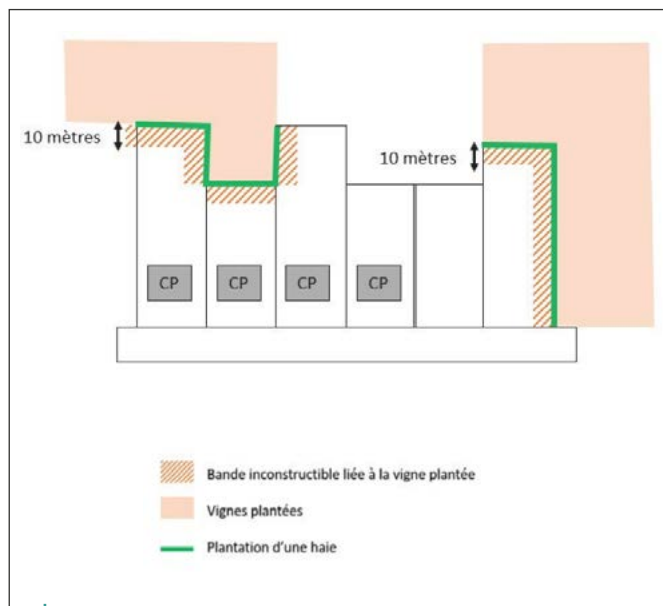 10 mètres
10 mètres
CP
CP
CP
CP
Bande inconstructible liée à la vigne plantée
Vignes plantées
Plantation d'une haie